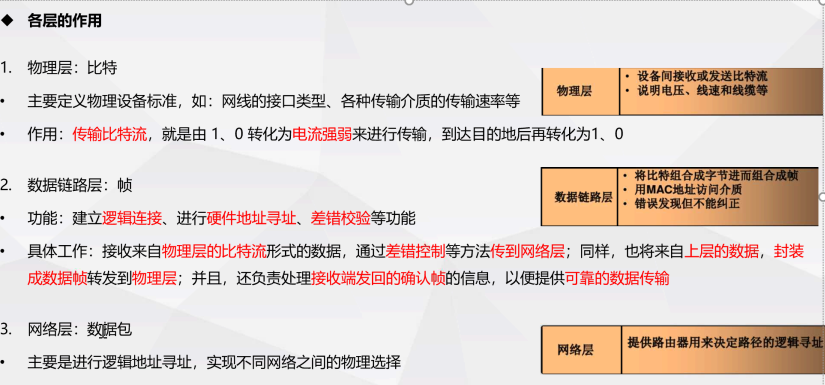 ◆ 各层的作用
1. 物理层：比特
• 主要定义物理设备标准，如：网线的接口类型、各种传输介质的传输速率等
• 作用：传输比特流，就是由 1、0 转化为电流强弱来进行传输，到达目的地后再转化为1、0
物理层
• 设备间接收或发送比特流
• 说明电压、线速和线缆等
2. 数据链路层：帧
• 功能：建立逻辑连接、进行硬件地址寻址、差错校验等功能
• 具体工作：接收来自物理层的比特流形式的数据，通过差错控制等方法传到网络层；同样，也将来自上层的数据，封装
成数据帧转发到物理层；并且，还负责处理接收端发回的确认帧的信息，以便提供可靠的数据传输
数据链路层
• 将比特组合成字节进而组合成帧
• 用MAC地址访问介质
• 错误发现但不能纠正
3. 网络层：数据包
• 主要是进行逻辑地址寻址，实现不同网络之间的物理选择
网络层
提供路由器用来决定路径的逻辑寻址